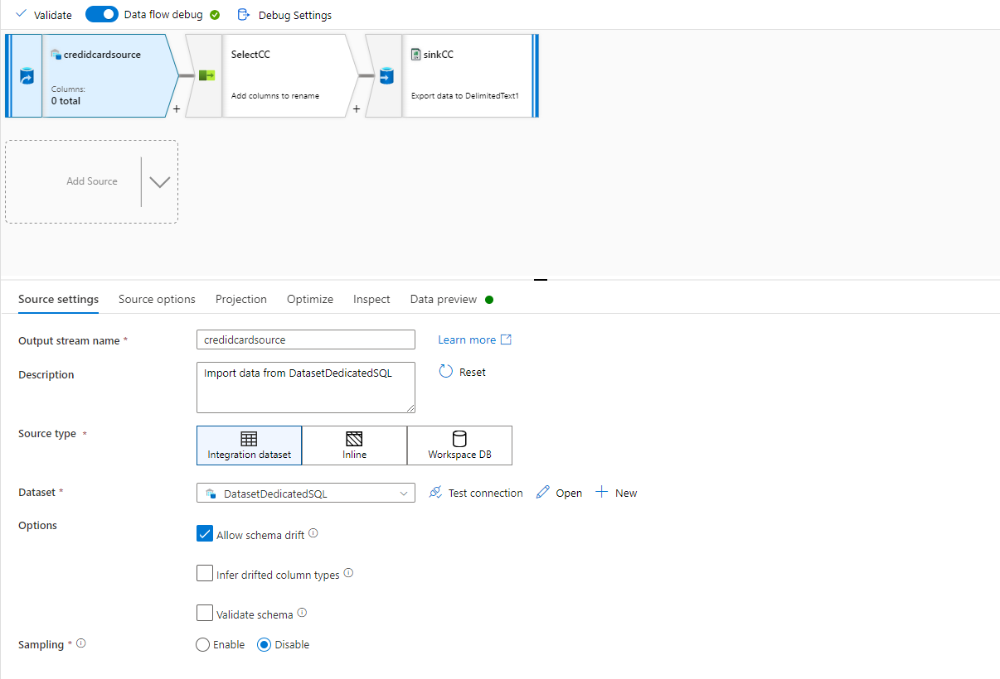 Validate Data flow debug Debug Settings
credidcardsource
Columns:
0 total
+
SelectCC
Add columns to rename
+
sinkCC
Export data to DelimitedText1
Add Source
Source settings Source options Projection Optimize Inspect Data preview
Output stream name * credidcardsource Learn more
Description Import data from DatasetDedicatedSQL Reset
Source type * Integration dataset Inline Workspace DB
Dataset * DatasetDedicatedSQL Test connection Open New
Options Allow schema drift
Infer drifted column types
Validate schema
Sampling * Enable Disable